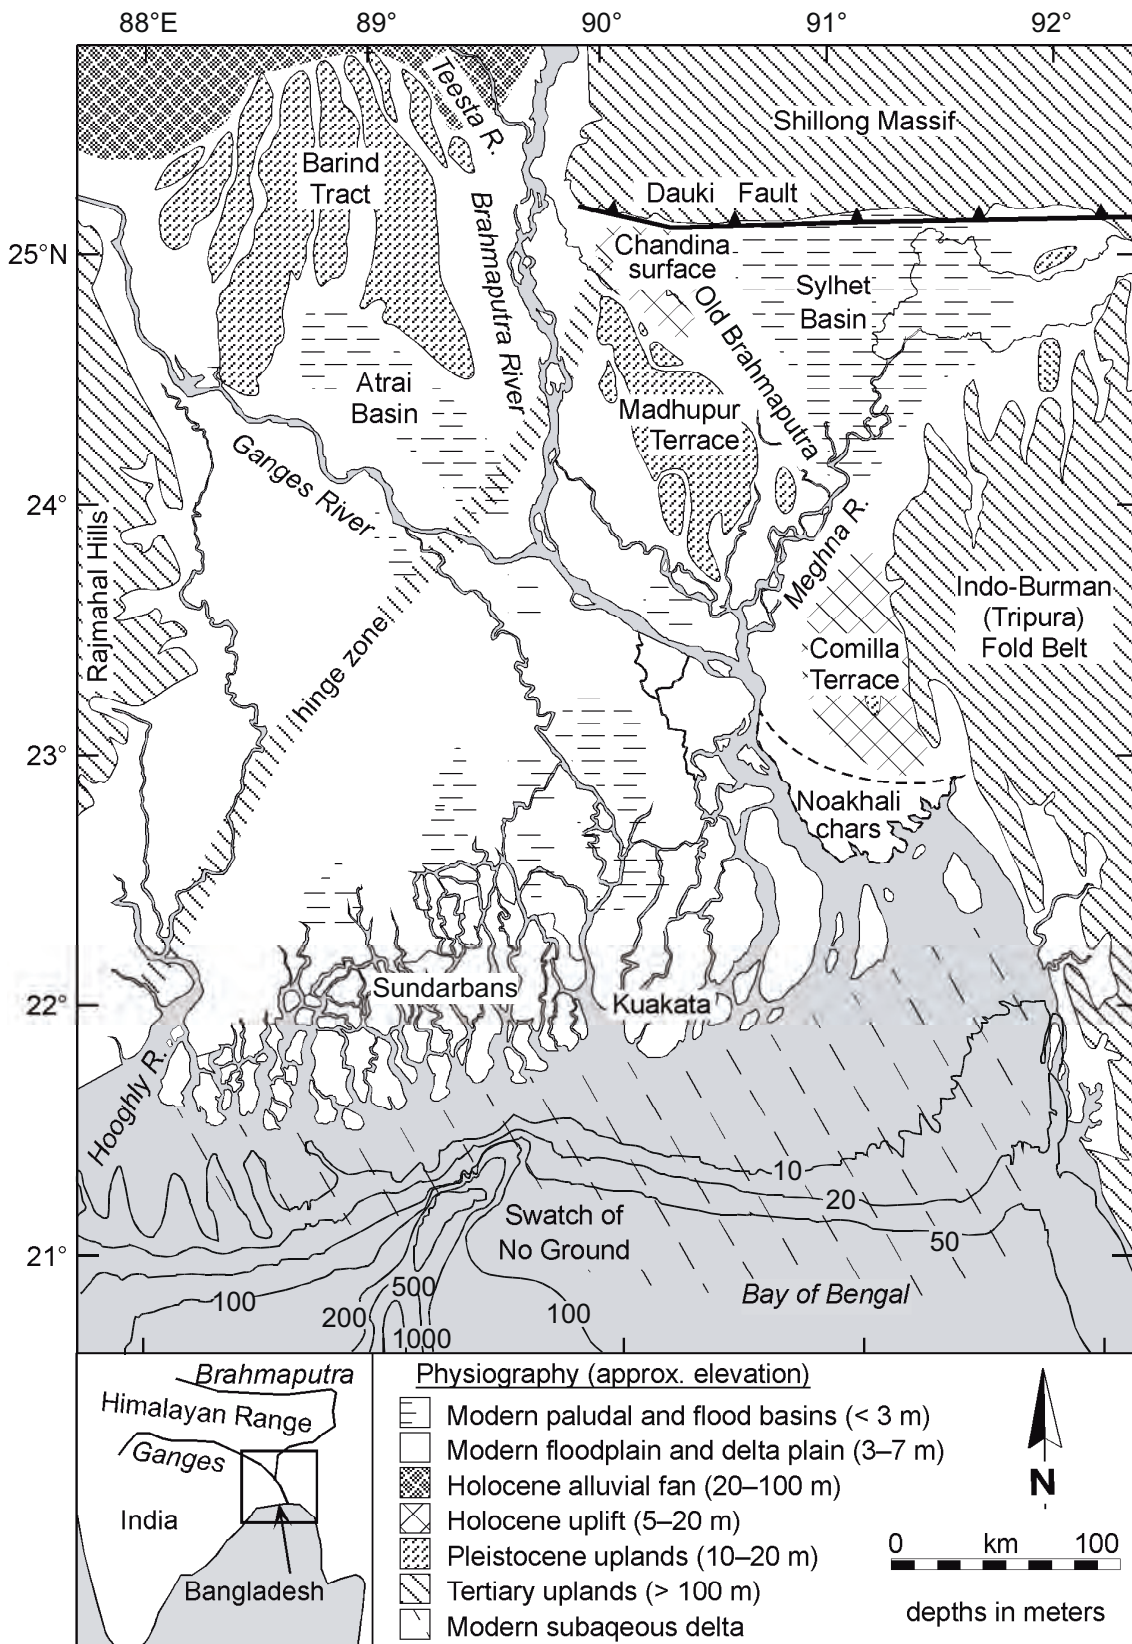 88°E 89° 90° 91° 92°
Teesta R.
Shillong Massif
Barind
Tract
Dauki Fault
Brahmaputra River
25°N
Chandina
surface
Old Brahmaputra
Sylhet
Basin
Atrai
Basin
Madhupur
Terrace
Ganges River
24°
Meghna R.
Rajmahal Hills
Indo-Burman
(Tripura)
Fold Belt
hinge zone
Comilla
Terrace
23°
Noakhali
chars
Sundarbans
Kuakata
22°
Hooghly R.
10
20
50
Swatch of
No Ground
21°
Bay of Bengal
100
200
500
1000
100
Brahmaputra
Himalayan Range
Ganges
India
Bangladesh
Physiography (approx. elevation)
Modern paludal and flood basins (< 3 m)
Modern floodplain and delta plain (3–7 m)
Holocene alluvial fan (20–100 m)
Holocene uplift (5–20 m)
Pleistocene uplands (10–20 m)
Tertiary uplands (> 100 m)
Modern subaqeous delta
N
0 km 100
depths in meters